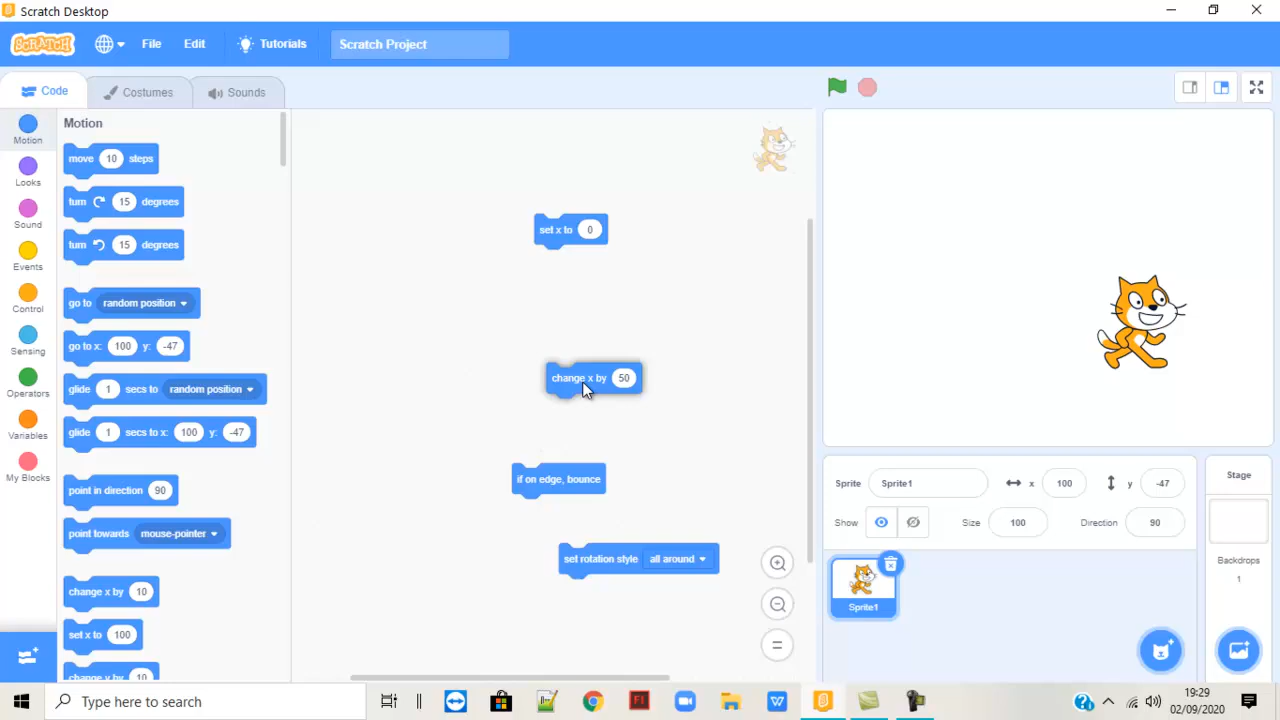 Scratch Desktop
SCRATCH File Edit Tutorials Scratch Project
Code Costumes Sounds
Motion
Looks
Sound
Events
Control
Sensing
Operators
Variables
My Blocks
Motion
move 10 steps
turn 15 degrees
turn 15 degrees
go to random position
go to x: 100 y: -47
glide 1 secs to random position
glide 1 secs to x: 100 y: -47
point in direction 90
point towards mouse-pointer
change x by 10
set x to 100
change y by 10
set x to 0
change x by 50
if on edge, bounce
set rotation style all around
Sprite Sprite1 x 100 y -47
Show Size 100 Direction 90
Sprite1
Stage
Backdrops
1
Type here to search
19:29
02/09/2020